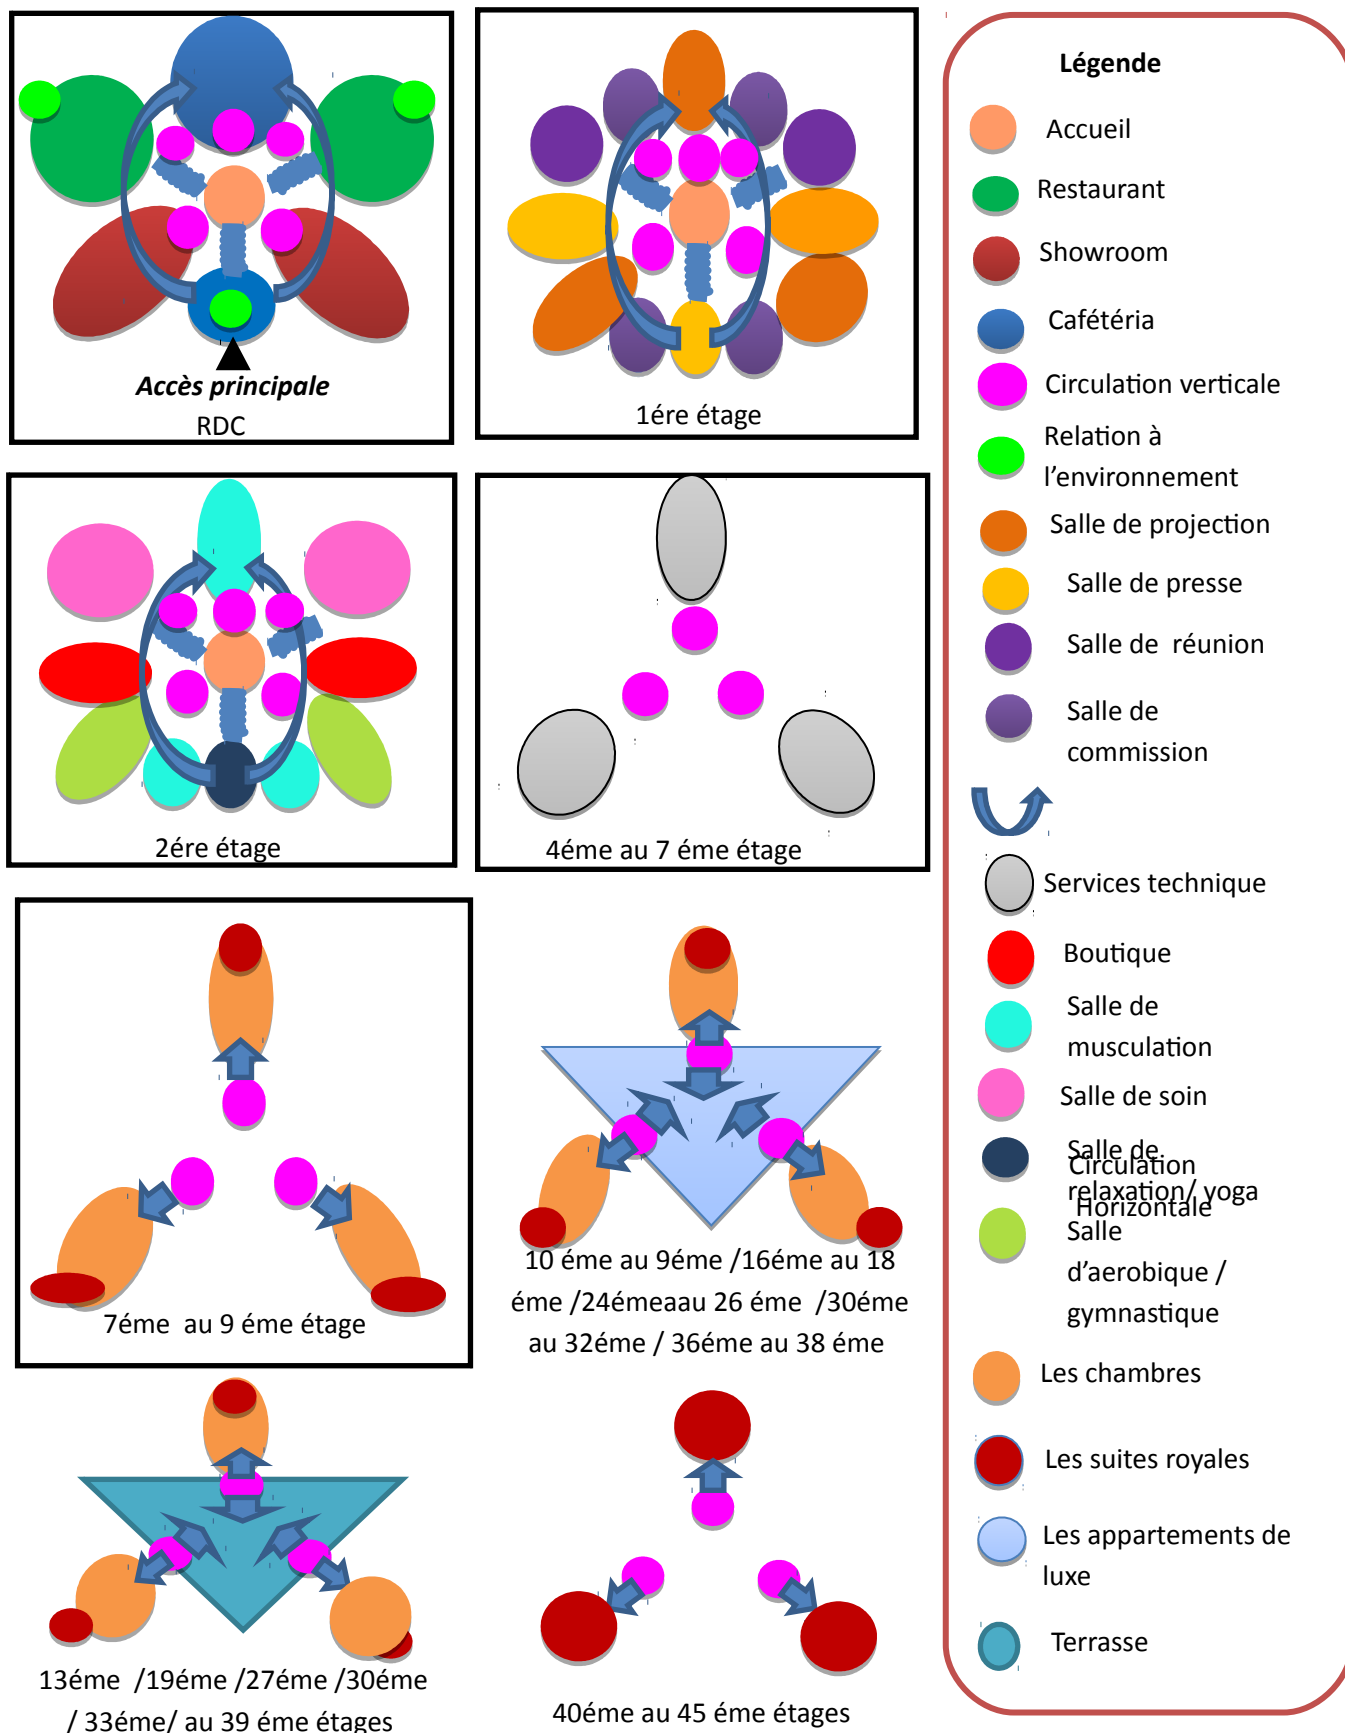 Accès principale
RDC
1ére étage
2ére étage
4éme au 7 éme étage
7éme au 9 éme étage
10 éme au 9éme /16éme au 18
éme /24émeaau 26 éme /30éme
au 32éme / 36éme au 38 éme
13éme /19éme /27éme /30éme
/ 33éme/ au 39 éme étages
40éme au 45 éme étages
Légende
Accueil
Restaurant
Showroom
Cafétéria
Circulation verticale
Relation à
l’environnement
Salle de projection
Salle de presse
Salle de réunion
Salle de
commission
Services technique
Boutique
Salle de
musculation
Salle de soin
Salle de
relaxation/ yoga
Circulation
Horizontale
Salle
d’aerobique /
gymnastique
Les chambres
Les suites royales
Les appartements de
luxe
Terrasse